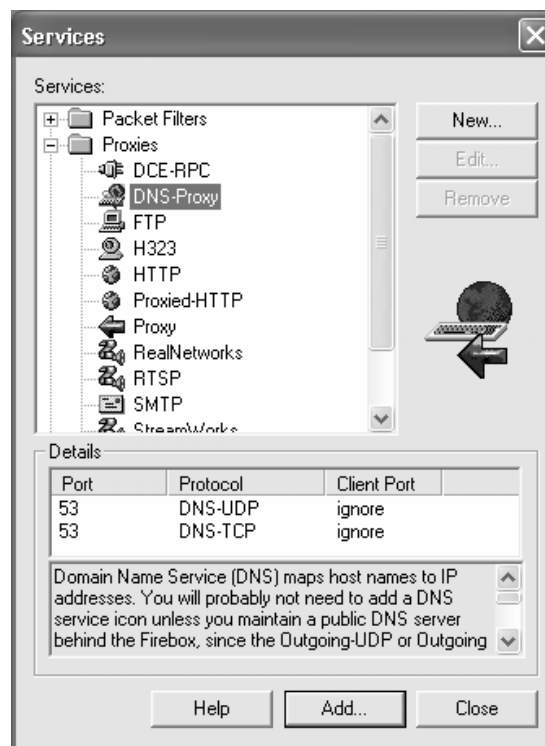 Services
Services:
Packet Filters
Proxies
DCE-RPC
DNS-Proxy
FTP
H323
HTTP
Proxied-HTTP
Proxy
RealNetworks
RTSP
SMTP
StreamWorks
New...
Edit...
Remove
Details
Port Protocol Client Port
53 DNS-UDP ignore
53 DNS-TCP ignore
Domain Name Service (DNS) maps host names to IP
addresses. You will probably not need to add a DNS
service icon unless you maintain a public DNS server
behind the Firebox, since the Outgoing-UDP or Outgoing
Help Add... Close